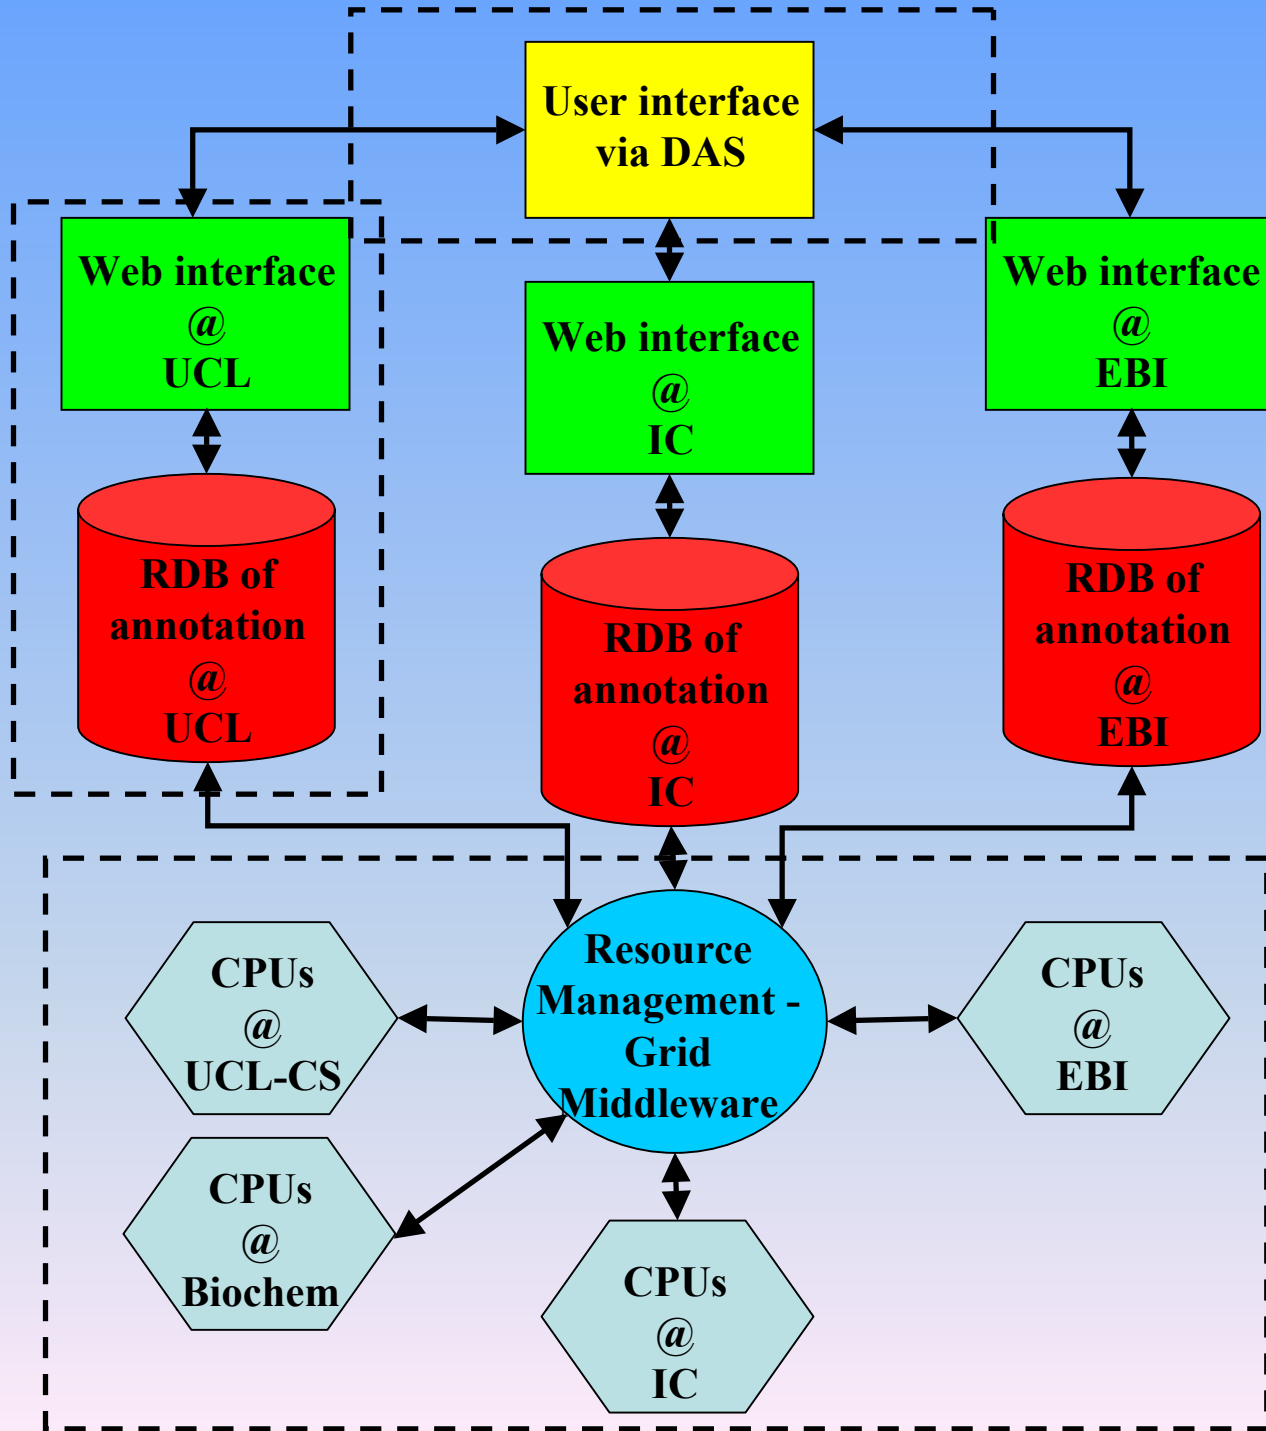 User interface
via DAS
Web interface
@
UCL
Web interface
@
IC
Web interface
@
EBI
RDB of
annotation
@
UCL
RDB of
annotation
@
IC
RDB of
annotation
@
EBI
Resource
Management -
Grid
Middleware
CPUs
@
UCL-CS
CPUs
@
EBI
CPUs
@
Biochem
CPUs
@
IC